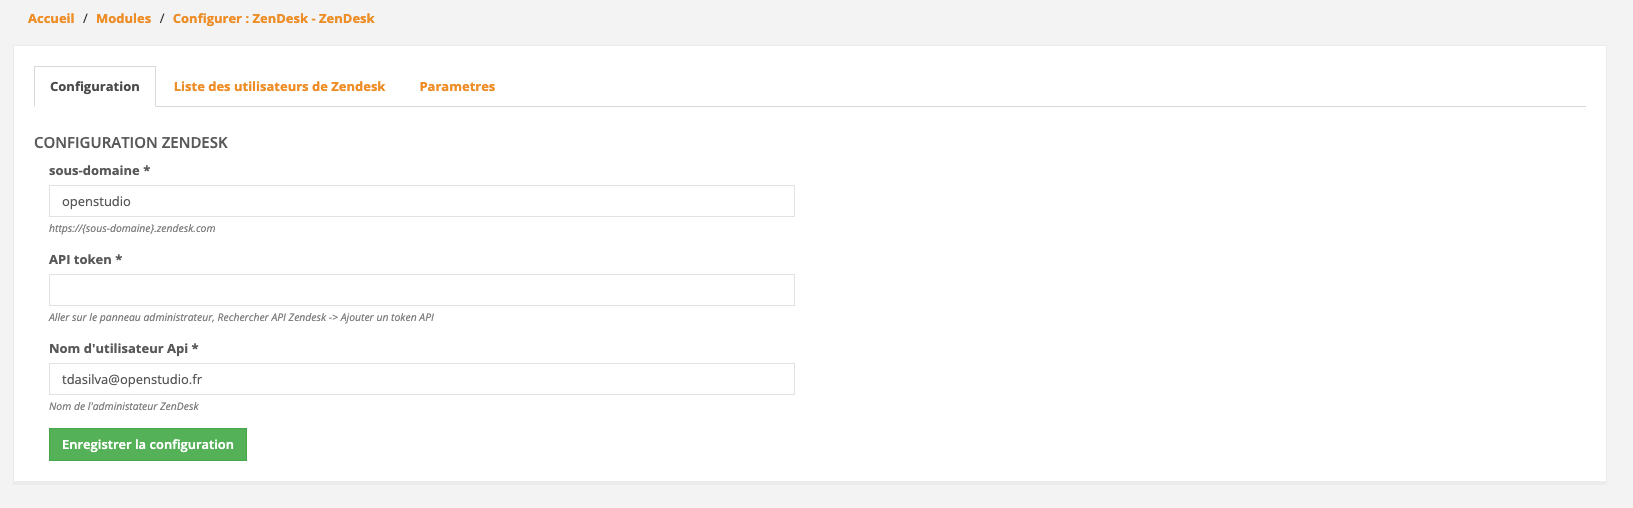 Accueil / Modules / Configurer : ZenDesk - ZenDesk
Configuration Liste des utilisateurs de Zendesk Parametres
CONFIGURATION ZENDESK
sous-domaine *
openstudio
https://{sous-domaine}.zendesk.com
API token *
Aller sur le panneau administrateur, Rechercher API Zendesk -> Ajouter un token API
Nom d'utilisateur Api *
tdasilva@openstudio.fr
Nom de l'administateur ZenDesk
Enregistrer la configuration